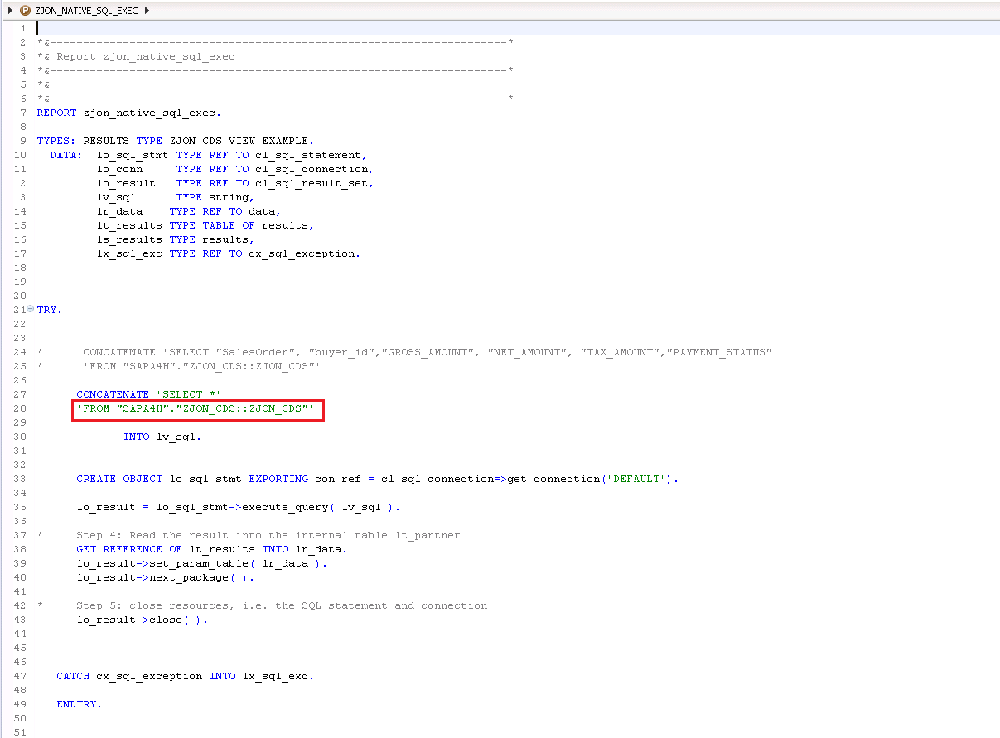 ZJON_NATIVE_SQL_EXEC
1
2 *&---------------------------------------------------------------------*
3 *& Report zjon_native_sql_exec
4 *&---------------------------------------------------------------------*
5 *&
6 *&---------------------------------------------------------------------*
7 REPORT zjon_native_sql_exec.
8
9 TYPES: RESULTS TYPE ZJON_CDS_VIEW_EXAMPLE.
10 DATA: lo_sql_stmt TYPE REF TO cl_sql_statement,
11 lo_conn TYPE REF TO cl_sql_connection,
12 lo_result TYPE REF TO cl_sql_result_set,
13 lv_sql TYPE string,
14 lr_data TYPE REF TO data,
15 lt_results TYPE TABLE OF results,
16 ls_results TYPE results,
17 lx_sql_exc TYPE REF TO cx_sql_exception.
18
19
20
21 TRY.
22
23
24 * CONCATENATE 'SELECT "SalesOrder", "buyer_id","GROSS_AMOUNT", "NET_AMOUNT", "TAX_AMOUNT","PAYMENT_STATUS"'
25 * 'FROM "SAPA4H"."ZJON_CDS::ZJON_CDS"'
26
27 CONCATENATE 'SELECT *'
28 'FROM "SAPA4H"."ZJON_CDS::ZJON_CDS"'
29
30 INTO lv_sql.
31
32
33 CREATE OBJECT lo_sql_stmt EXPORTING con_ref = cl_sql_connection=>get_connection('DEFAULT').
34
35 lo_result = lo_sql_stmt->execute_query( lv_sql ).
36
37 * Step 4: Read the result into the internal table lt_partner
38 GET REFERENCE OF lt_results INTO lr_data.
39 lo_result->set_param_table( lr_data ).
40 lo_result->next_package( ).
41
42 * Step 5: close resources, i.e. the SQL statement and connection
43 lo_result->close( ).
44
45
46
47 CATCH cx_sql_exception INTO lx_sql_exc.
48
49 ENDTRY.
50
51